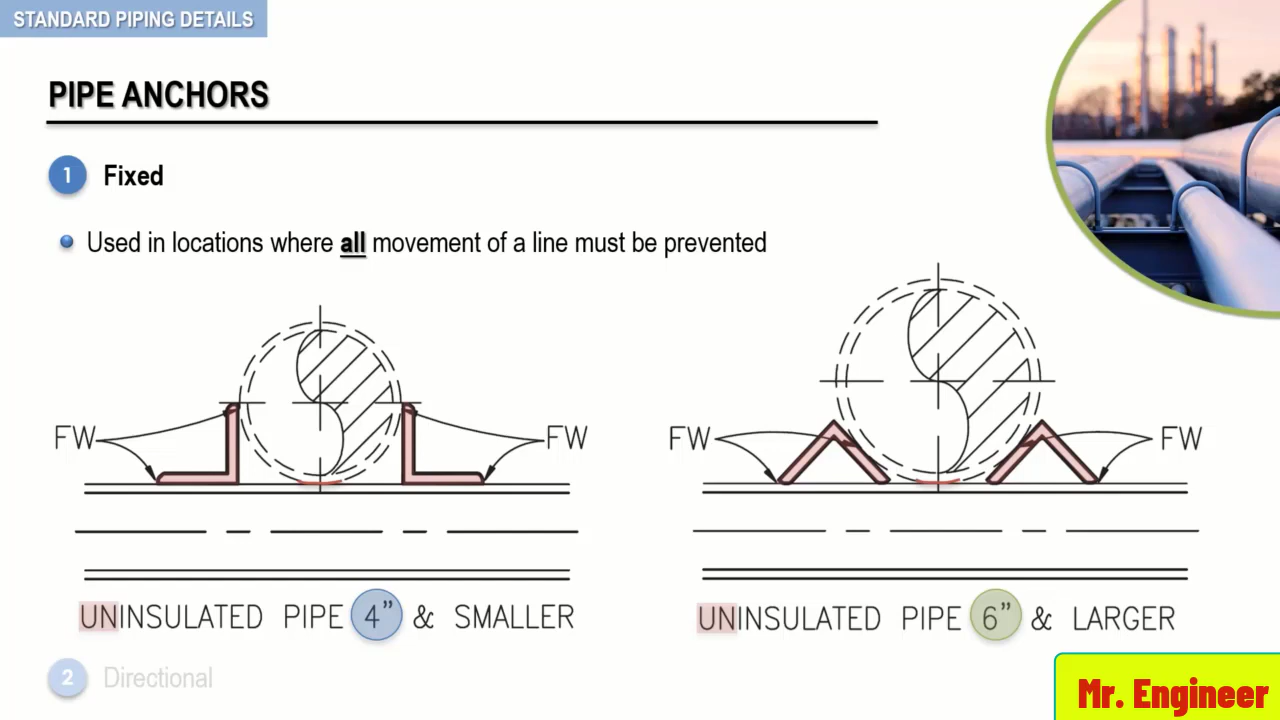 STANDARD PIPING DETAILS
PIPE ANCHORS
1 Fixed
Used in locations where all movement of a line must be prevented
FW FW FW FW
UNINSULATED PIPE 4" & SMALLER UNINSULATED PIPE 6" & LARGER
2 Directional
Mr. Engineer